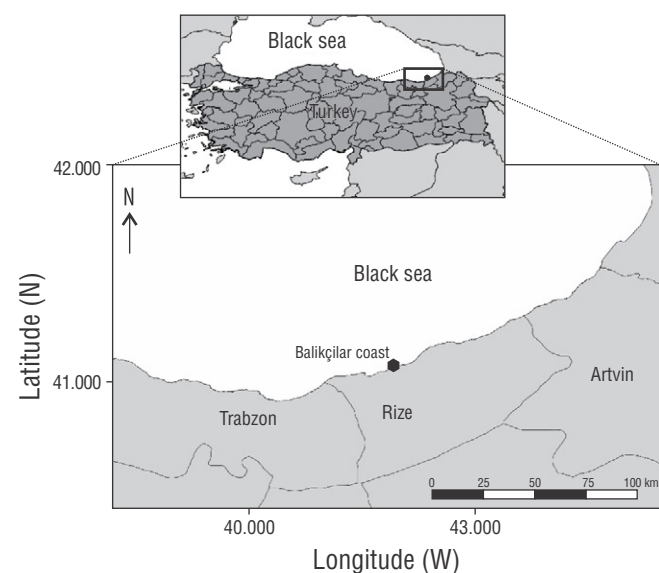 Black sea
Turkey
42.000
N
Black sea
Balikçilar coast
41.000
Artvin
Trabzon
Rize
0 25 50 75 100 km
40.000 43.000
Latitude (N)
Longitude (W)